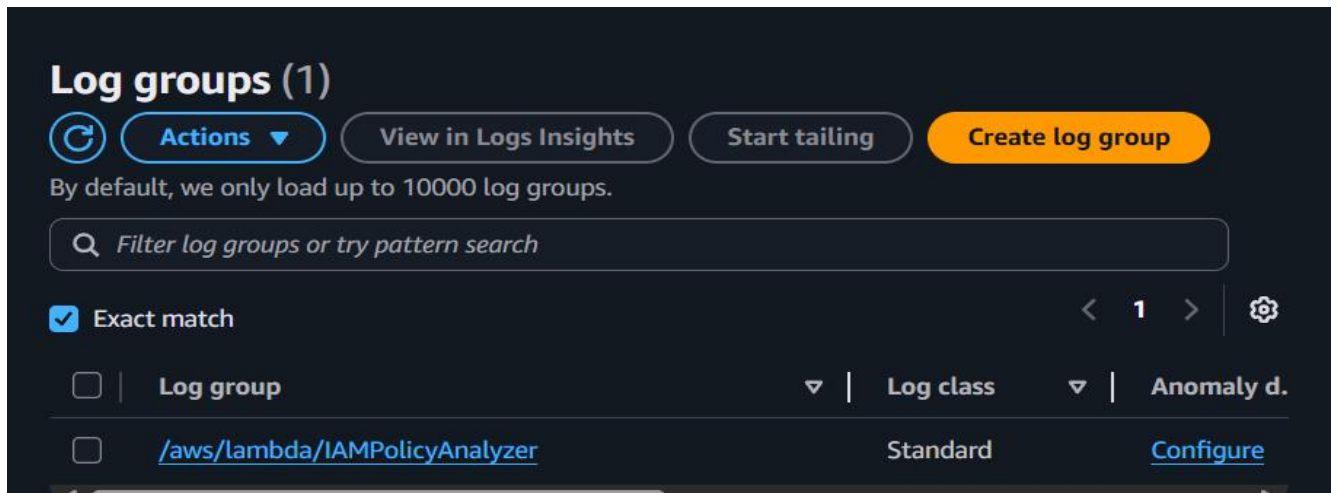 Log groups (1)
Actions View in Logs Insights Start tailing Create log group
By default, we only load up to 10000 log groups.
Filter log groups or try pattern search
Exact match 1
Log group Log class Anomaly d.
/aws/lambda/IAMPolicyAnalyzer Standard Configure